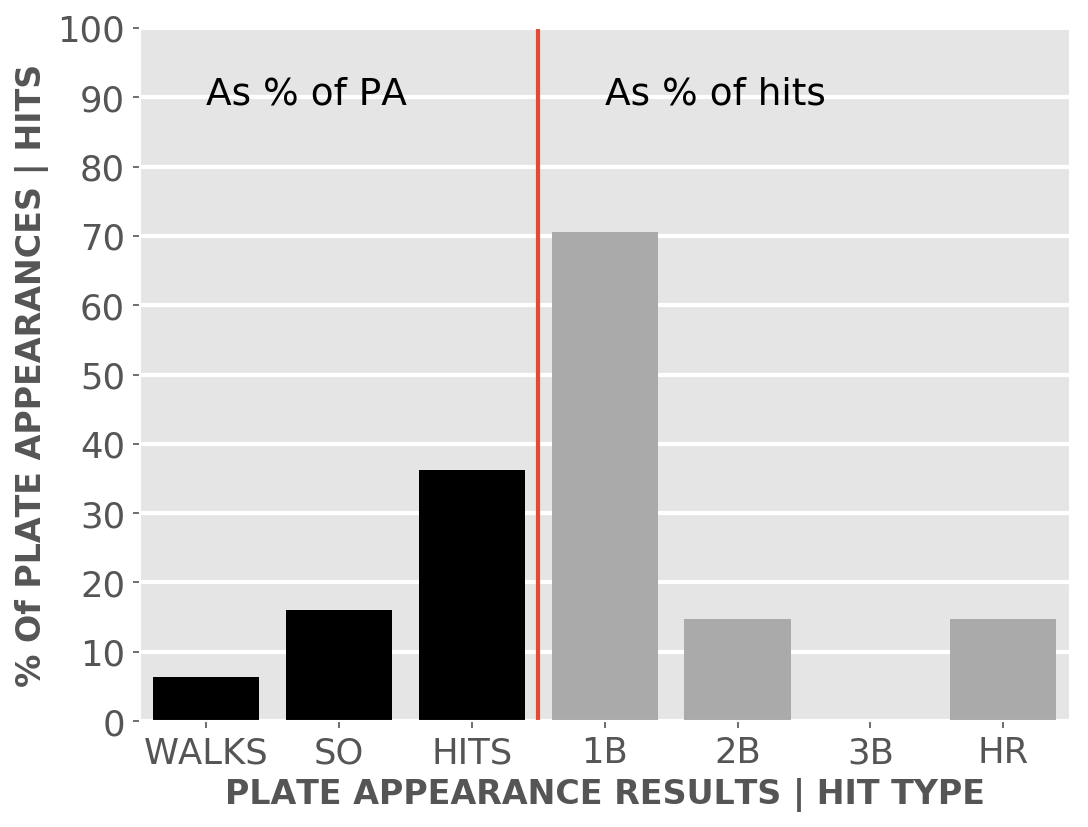 100
90
80
70
60
50
40
30
20
10
0
% Of PLATE APPEARANCES | HITS
As % of PA
As % of hits
WALKS SO HITS 1B 2B 3B HR
PLATE APPEARANCE RESULTS | HIT TYPE